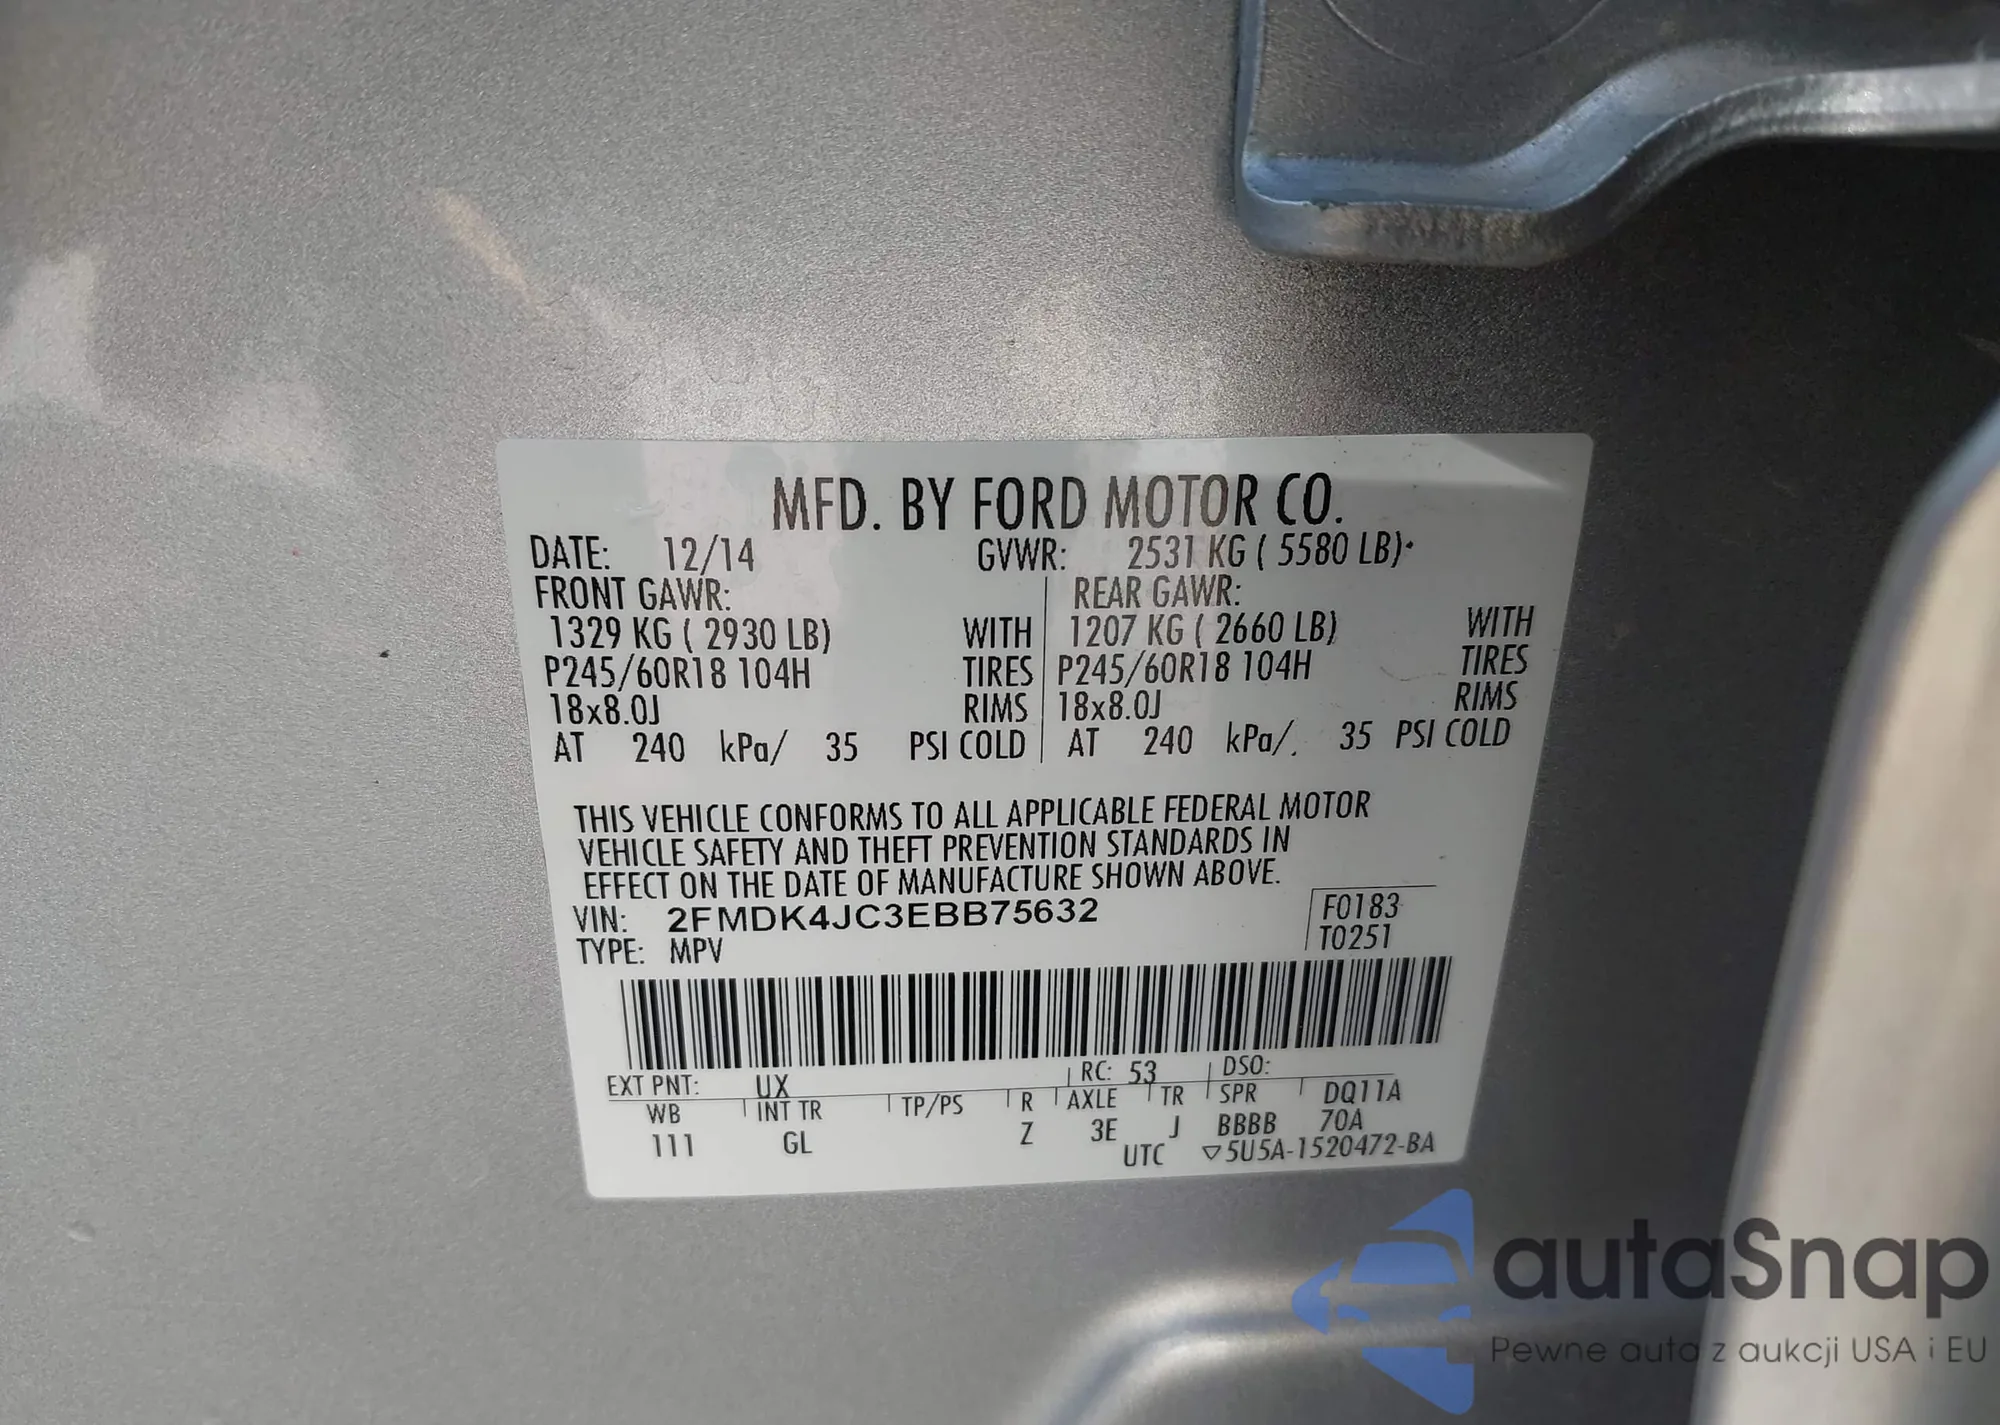 MFD. BY FORD MOTOR CO.
DATE: 12/14 GVWR: 2531 KG ( 5580 LB)
FRONT GAWR: REAR GAWR:
1329 KG ( 2930 LB) WITH 1207 KG ( 2660 LB) WITH
P245/60R18 104H TIRES P245/60R18 104H TIRES
18x8.0J RIMS 18x8.0J RIMS
AT 240 kPa/ 35 PSI COLD AT 240 kPa/ 35 PSI COLD
THIS VEHICLE CONFORMS TO ALL APPLICABLE FEDERAL MOTOR
VEHICLE SAFETY AND THEFT PREVENTION STANDARDS IN
EFFECT ON THE DATE OF MANUFACTURE SHOWN ABOVE.
VIN: 2FMDK4JC3EBB75632 F0183
TYPE: MPV T0251
EXT PNT: UX RC: 53 DSO:
WB INT TR TP/PS R AXLE TR SPR DQ11A
111 GL Z 3E J BBBB 70A
UTC ▽5U5A-1520472-BA
autaSnap
Pewne auta z aukcji USA i EU